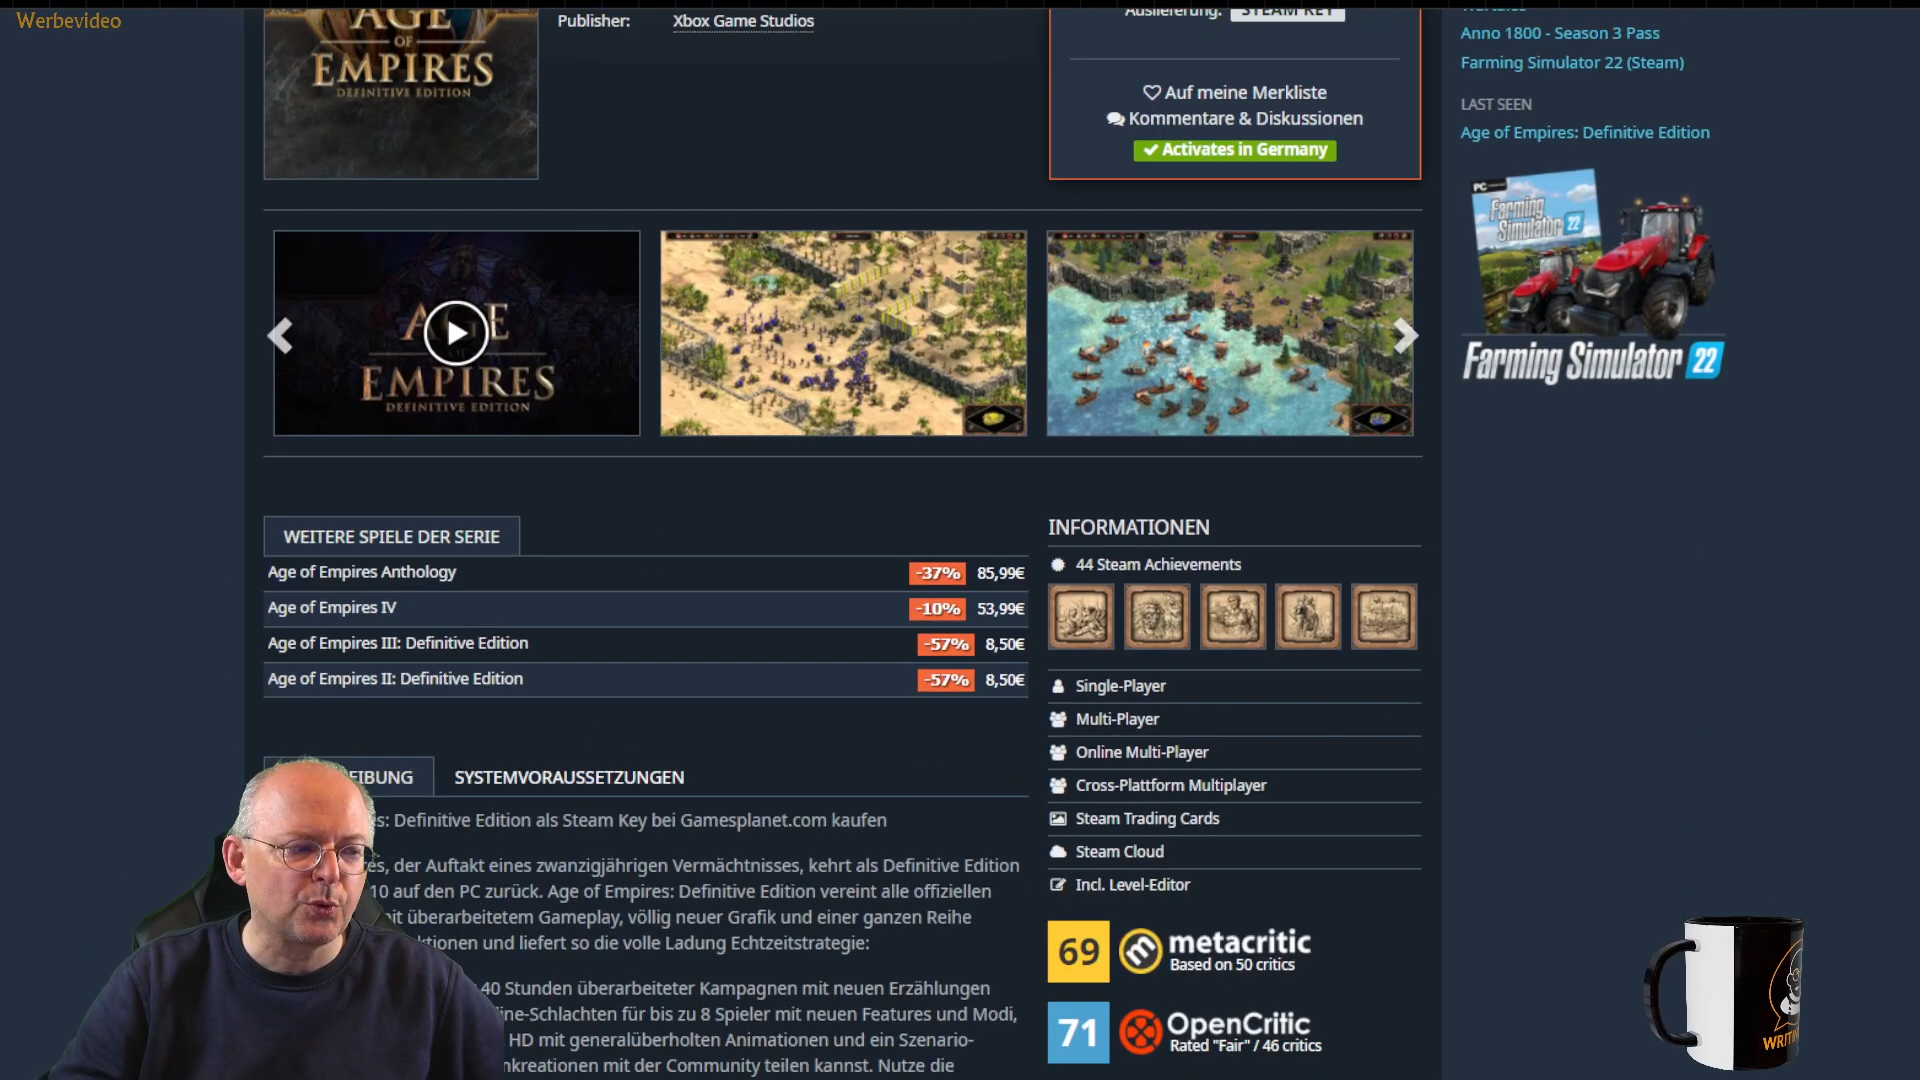 Werbevideo
AGE
OF
EMPIRES
DEFINITIVE EDITION
Publisher: Xbox Game Studios
Auslieferung: STEAM KEY
Auf meine Merkliste
Kommentare & Diskussionen
Activates in Germany
Anno 1800 - Season 3 Pass
Farming Simulator 22 (Steam)
LAST SEEN
Age of Empires: Definitive Edition
PC
Farming
Simulator 22
Farming Simulator 22
AGE
EMPIRES
DEFINITIVE EDITION
WEITERE SPIELE DER SERIE
Age of Empires Anthology -37% 85,99€
Age of Empires IV -10% 53,99€
Age of Empires III: Definitive Edition -57% 8,50€
Age of Empires II: Definitive Edition -57% 8,50€
EIBUNG SYSTEMVORAUSSETZUNGEN
s: Definitive Edition als Steam Key bei Gamesplanet.com kaufen
es, der Auftakt eines zwanzigjährigen Vermächtnisses, kehrt als Definitive Edition
10 auf den PC zurück. Age of Empires: Definitive Edition vereint alle offiziellen
it überarbeitetem Gameplay, völlig neuer Grafik und einer ganzen Reihe
ktionen und liefert so die volle Ladung Echtzeitstrategie:
40 Stunden überarbeiteter Kampagnen mit neuen Erzählungen
ine-Schlachten für bis zu 8 Spieler mit neuen Features und Modi,
HD mit generalüberholten Animationen und ein Szenario-
nkreationen mit der Community teilen kannst. Nutze die
INFORMATIONEN
44 Steam Achievements
Single-Player
Multi-Player
Online Multi-Player
Cross-Plattform Multiplayer
Steam Trading Cards
Steam Cloud
Incl. Level-Editor
69 metacritic
Based on 50 critics
71 OpenCritic
Rated "Fair" / 46 critics
WRITIN